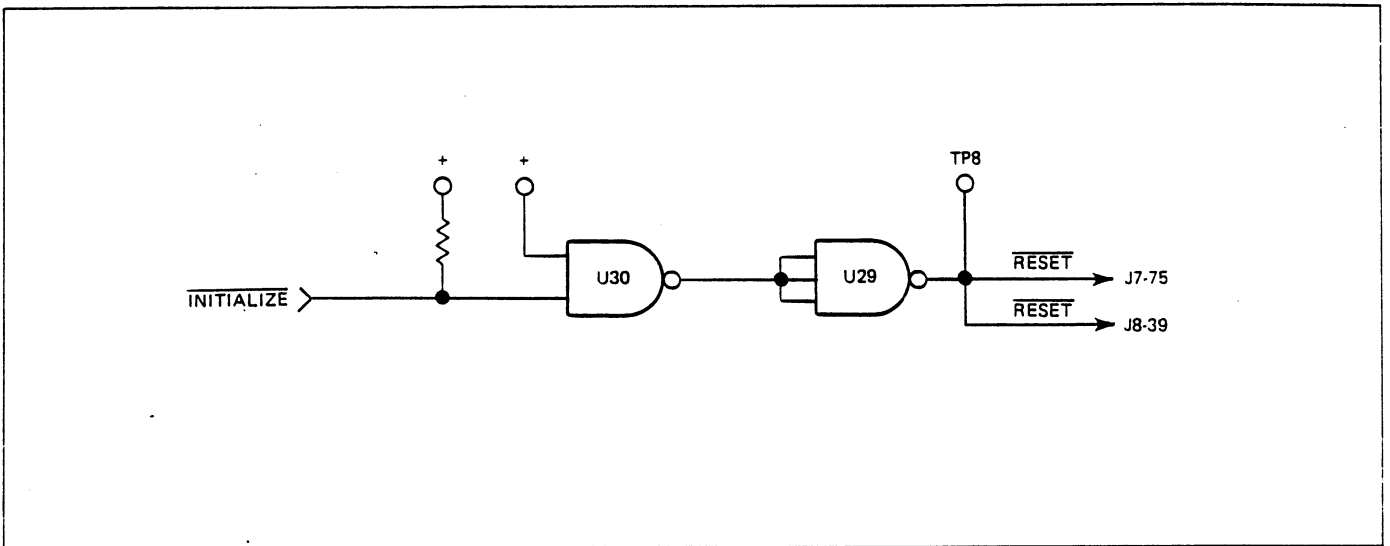 + +
TP8
U30
U29
RESET
J7-75
INITIALIZE
RESET
J8-39